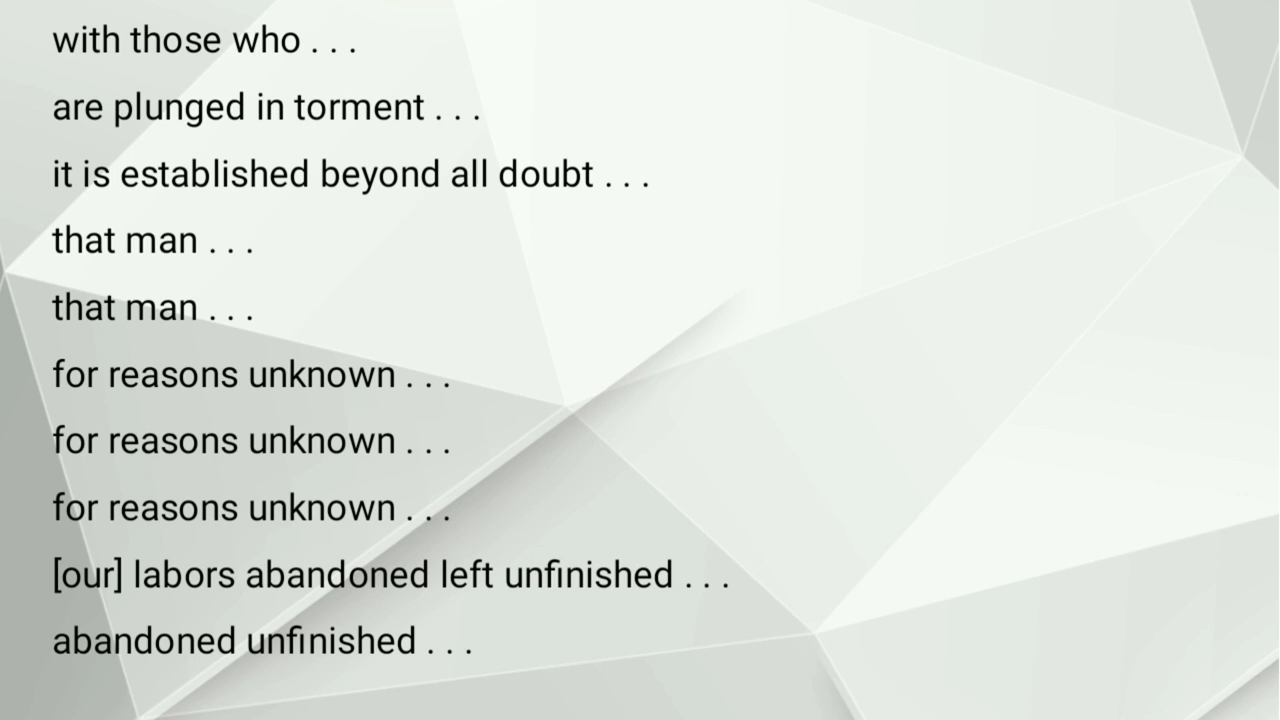 with those who . . .
are plunged in torment . . .
it is established beyond all doubt . . .
that man . . .
that man . . .
for reasons unknown . . .
for reasons unknown . . .
for reasons unknown . . .
[our] labors abandoned left unfinished . . .
abandoned unfinished . . .